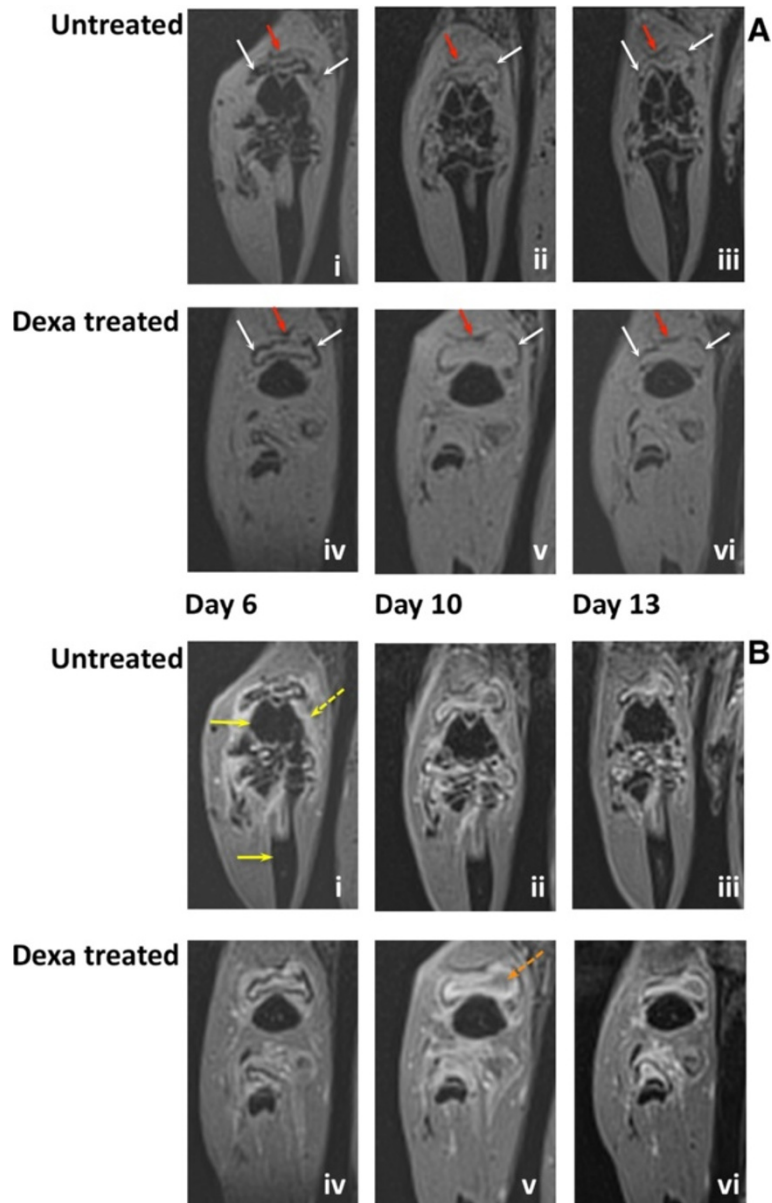 Untreated A
i ii iii
Dexa treated
iv v vi
Day 6 Day 10 Day 13
Untreated B
i ii iii
Dexa treated
iv v vi